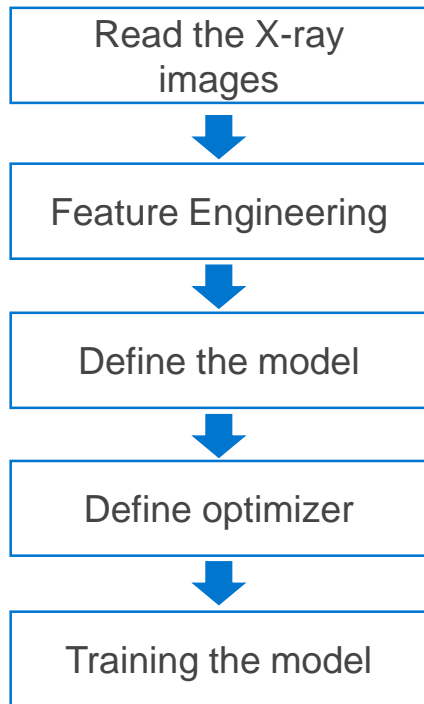 Read the X-ray
images
Feature Engineering
Define the model
Define optimizer
Training the model